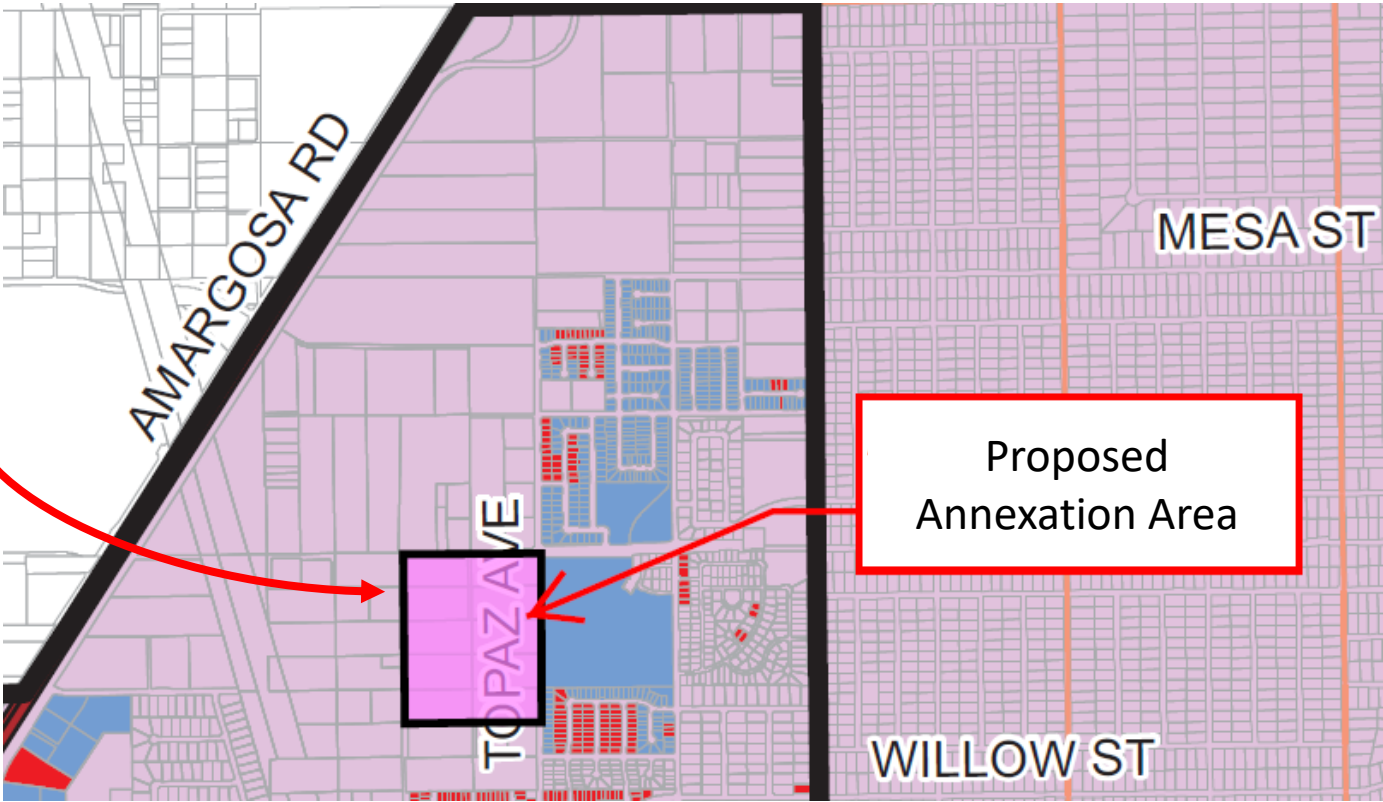 AMARGOSA RD
MESA ST
Proposed
Annexation Area
TOPAZ AVE
WILLOW ST